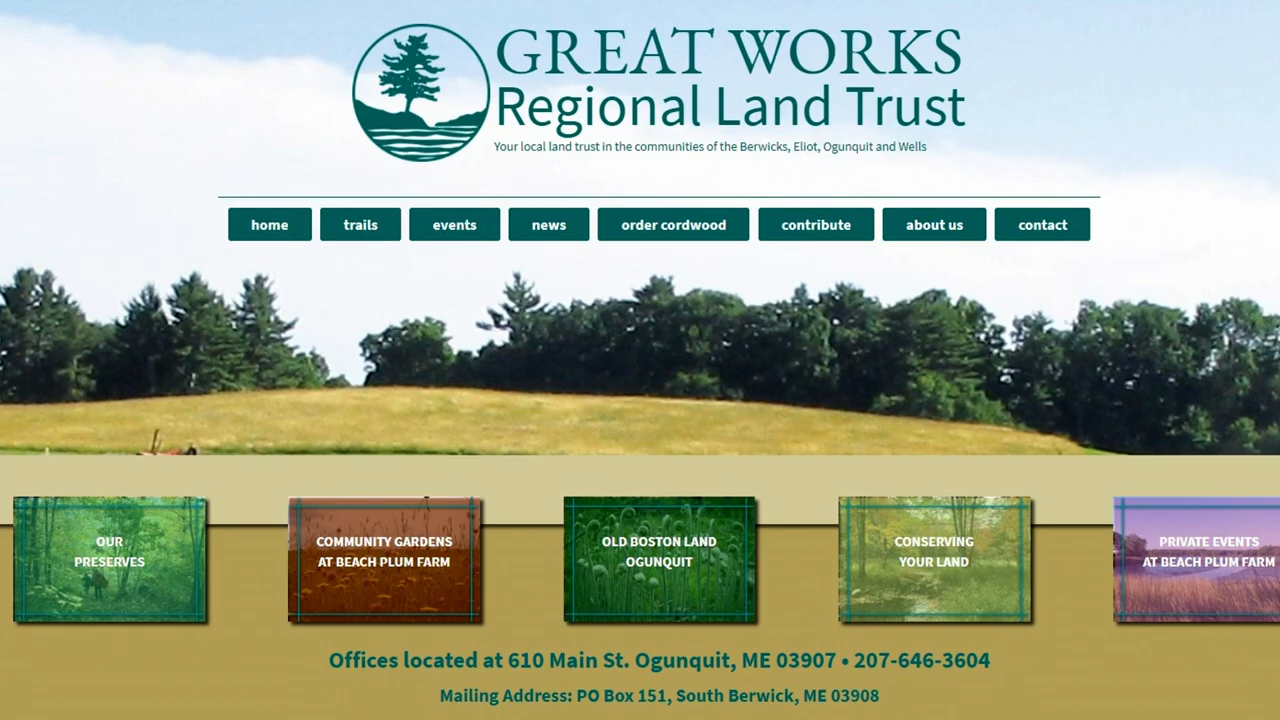 GREAT WORKS
Regional Land Trust
Your local land trust in the communities of the Berwicks, Eliot, Ogunquit and Wells
home trails events news order cordwood contribute about us contact
OUR
PRESERVES
COMMUNITY GARDENS
AT BEACH PLUM FARM
OLD BOSTON LAND
OGUNQUIT
CONSERVING
YOUR LAND
PRIVATE EVENTS
AT BEACH PLUM FARM
Offices located at 610 Main St. Ogunquit, ME 03907 • 207-646-3604
Mailing Address: PO Box 151, South Berwick, ME 03908